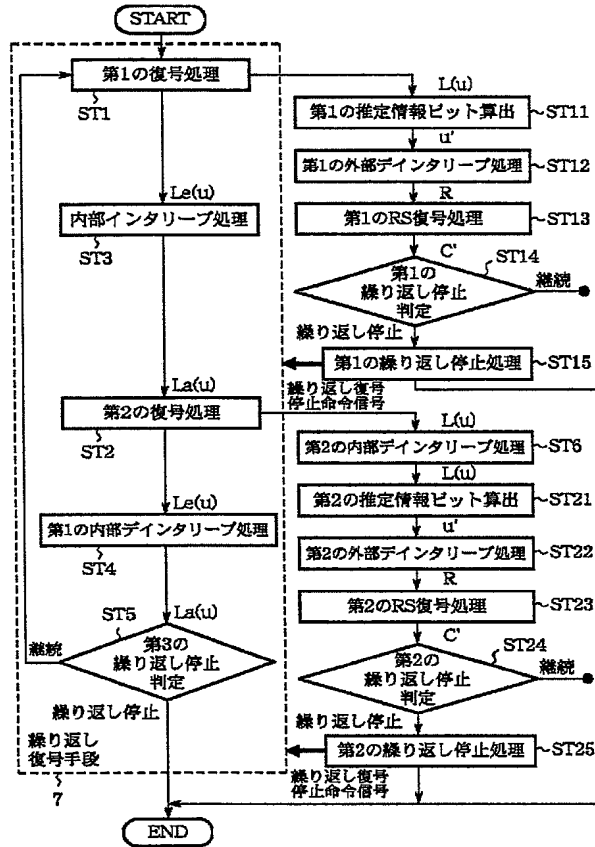 START
第1の復号処理
ST1
L(u)
第1の推定情報ビット算出
ST11
u'
第1の外部デインタリーブ処理
ST12
R
第1のRS復号処理
ST13
C'
ST14
第1の
繰り返し停止
判定
継続
繰り返し停止
第1の繰り返し停止処理
ST15
繰り返し復号
停止命令信号
Le(u)
内部インタリーブ処理
ST3
La(u)
第2の復号処理
ST2
L(u)
第2の内部デインタリーブ処理
ST6
L(u)
第2の推定情報ビット算出
ST21
u'
第2の外部デインタリーブ処理
ST22
R
第2のRS復号処理
ST23
C'
ST24
第2の
繰り返し停止
判定
継続
繰り返し停止
第2の繰り返し停止処理
ST25
繰り返し復号
停止命令信号
Le(u)
第1の内部デインタリーブ処理
ST4
La(u)
ST5
第3の
繰り返し停止
判定
継続
繰り返し停止
繰り返し
復号手段
7
END